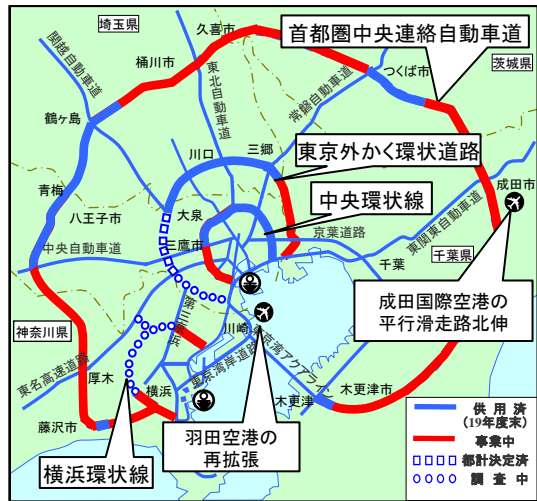 埼玉県
久喜市
首都圏中央連絡自動車道
関越自動車道
桶川市
東北自動車道
つくば市
茨城県
常磐自動車道
鶴ヶ島
川口
三郷
東京外かく環状道路
青梅
中央環状線
成田市
八王子市
大泉
京葉道路
東関東自動車道
中央自動車道
三鷹市
千葉
千葉県
成田国際空港の
平行滑走路北伸
第三京浜
神奈川県
川崎
東京湾アクアライン
東京湾岸道路
東名高速道路
厚木
横浜
木更津
木更津市
藤沢市
羽田空港の
再拡張
横浜環状線
供用済
(19年度末)
事業中
都計決定済
調査中